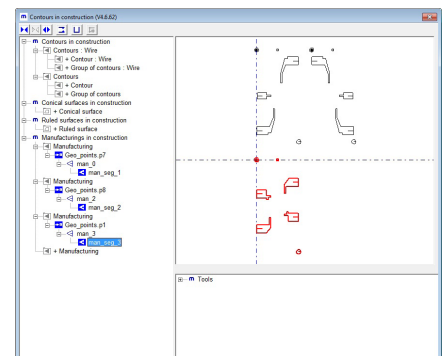 m Contours in construction (V4.6.62)
m Contours in construction
Contours : Wire
+ Contour : Wire
+ Group of contours : Wire
Contours
+ Contour
+ Group of contours
m Conical surfaces in construction
+ Conical surface
m Ruled surfaces in construction
+ Ruled surface
m Manufacturings in construction
Manufacturing
Geo_points.p7
man_0
man_seg_1
Manufacturing
Geo_points.p8
man_2
man_seg_2
Manufacturing
Geo_points.p1
man_3
man_seg_3
+ Manufacturing
m Tools